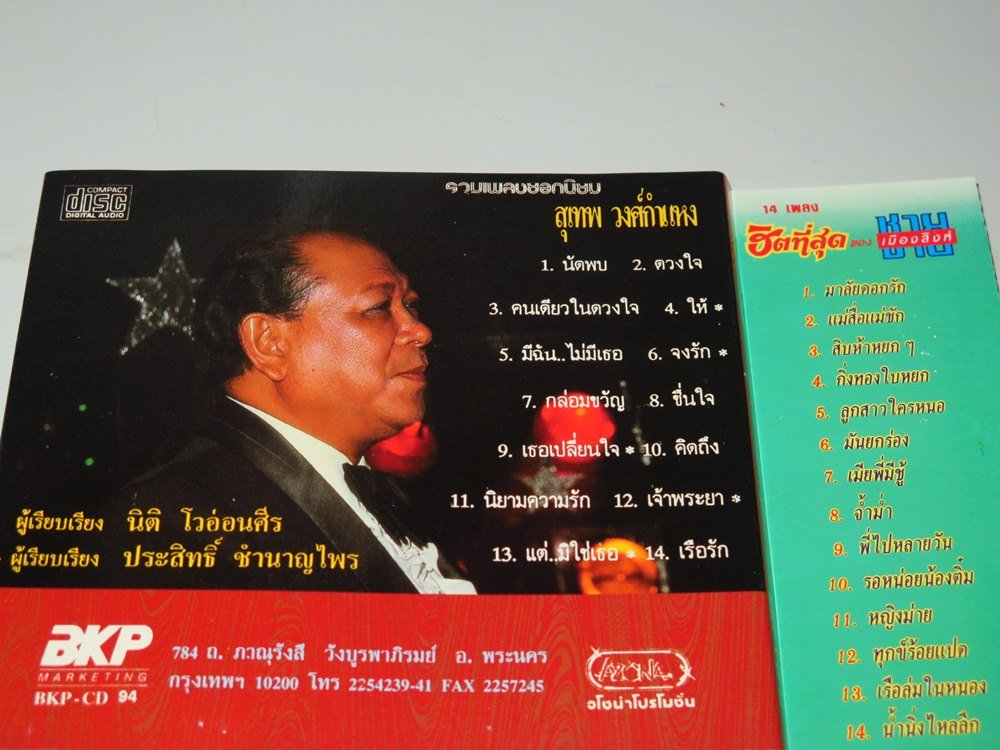 COMPACT
disc
DIGITAL AUDIO
รวมเพลงยอดนิยม
สุเทพ วงศ์กำแหง
1. นัดพบ 2. ดวงใจ
3. คนเดียวในดวงใจ 4. ให้ *
5. มีฉัน..ไม่มีเธอ 6. จงรัก *
7. กล่อมขวัญ 8. ชื่นใจ
9. เธอเปลี่ยนใจ * 10. คิดถึง
11. นิยามความรัก 12. เจ้าพระยา *
13. แต่..มิใช่เธอ * 14. เรือรัก
ผู้เรียบเรียง นิติ โวอ่อนศีร
* ผู้เรียบเรียง ประสิทธิ์ ชำนาญไพร
BKP
MARKETING
BKP-CD 94
784 ถ. ภาณุรังสี วังบูรพาภิรมย์ อ. พระนคร
กรุงเทพฯ 10200 โทร 2254239-41 FAX 2257245
AZONA
อโซน่าโปรโมชั่น
14 เพลง
ฮิตที่สุด ของ ชาย เมืองสิงห์
1. มาลัยดอกรัก
2. แม่สื่อแม่ชัก
3. สิบห้าหยก ๆ
4. กิ่งทองใบหยก
5. ลูกสาวใครหนอ
6. มันยกร่อง
7. เมียพี่มีชู้
8. จ้ำม่ำ
9. พี่ไปหลายวัน
10. รอหน่อยน้องติ๋ม
11. หญิงม่าย
12. ทุกข์ร้อยแปด
13. เรือล่มในหนอง
14. น้ำนิ่งไหลลึก